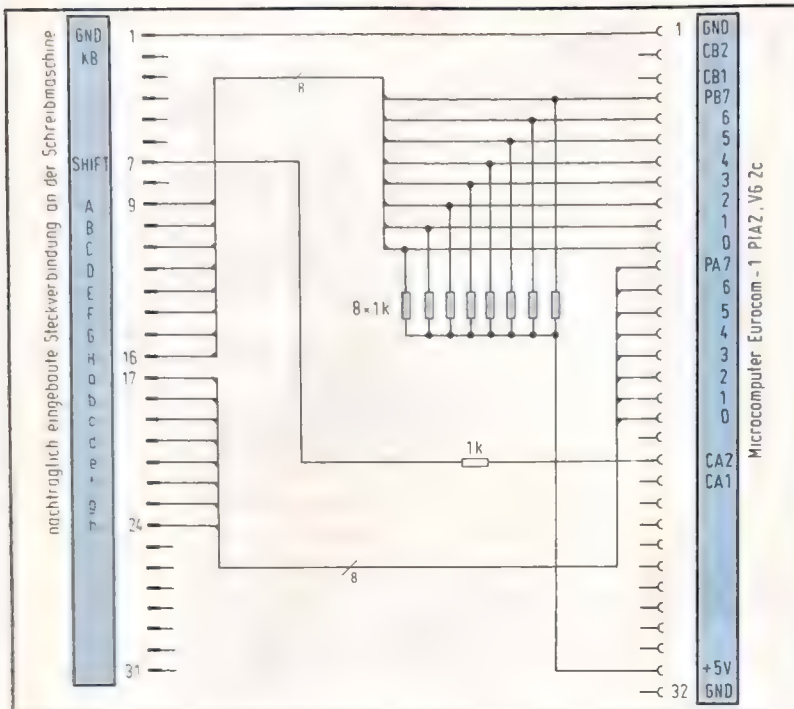 nachträglich eingebaute Steckverbindung an der Schreibmaschine
GND
KB
SHIFT
A
B
C
D
E
F
G
H
a
b
c
d
e
g
h
1
7
9
16
17
24
31
8
8×1k
1k
8
1
32
GND
CB2
CB1
PB7
6
5
4
3
2
1
0
PA7
6
5
4
3
2
1
0
CA2
CA1
+5V
GND
Microcomputer Eurocom-1 PIA2, V6 2c